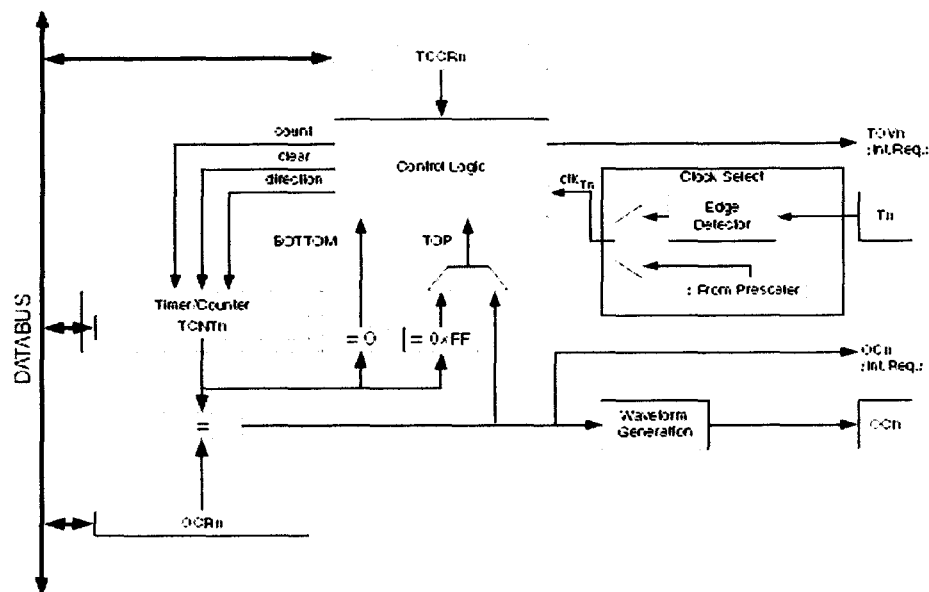 TCCRn
count
clear
direction
Control Logic
TOVn
(Int.Req.)
clkTn
Clock Select
Edge
Detector
Tn
BOTTOM
TOP
(From Prescaler)
Timer/Counter
TCNTn
= 0
= 0xFF
DATABUS
OCn
(Int. Req.)
=
Waveform
Generation
OCn
OCRn